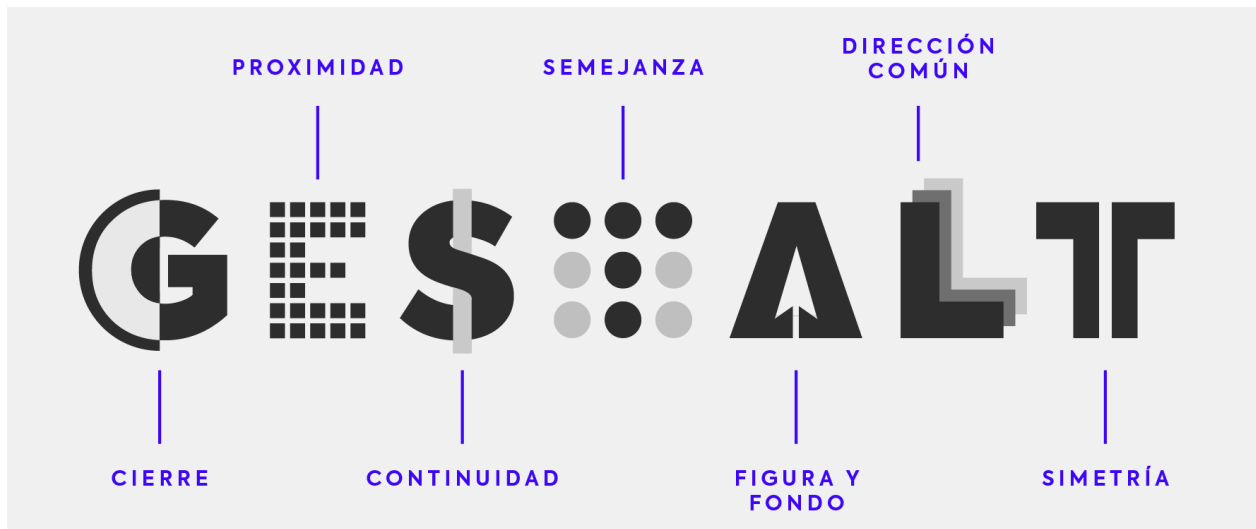 PROXIMIDAD
SEMEJANZA
DIRECCIÓN
COMÚN
GESTALT
CIERRE
CONTINUIDAD
FIGURA Y
FONDO
SIMETRÍA